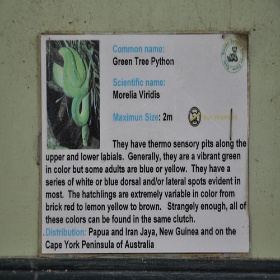 Common name:
Green Tree Python
Scientific name:
Morelia Viridis
Maximun Size: 2m
They have thermo sensory pits along the
upper and lower labials. Generally, they are a vibrant green
in color but some adults are blue or yellow. They have a
series of white or blue dorsal and/or lateral spots evident in
most. The hatchlings are extremely variable in color from
brick red to lemon yellow to brown. Strangely enough, all of
these colors can be found in the same clutch.
Distribution: Papua and Iran Jaya, New Guinea and on the
Cape York Peninsula of Australia